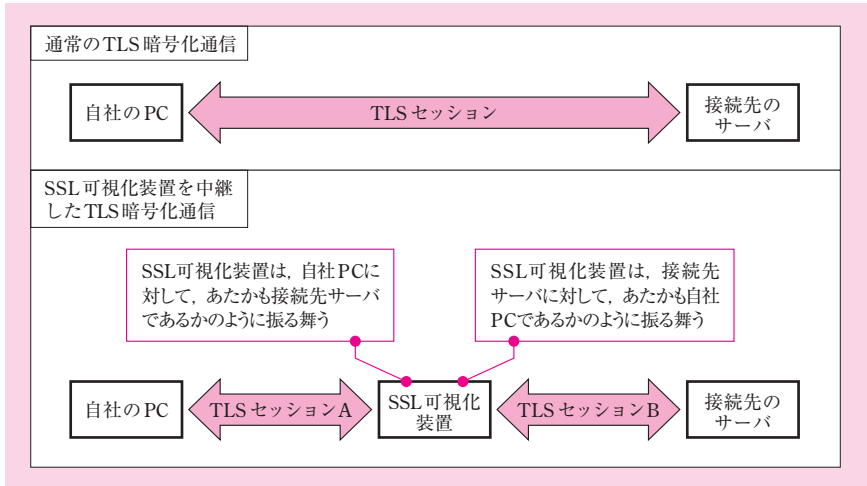 通常のTLS暗号化通信
自社のPC
TLSセッション
接続先の
サーバ
SSL可視化装置を中継
したTLS暗号化通信
SSL可視化装置は，自社PCに
対して，あたかも接続先サーバ
であるかのように振る舞う
SSL可視化装置は，接続先
サーバに対して，あたかも自社
PCであるかのように振る舞う
自社のPC
TLSセッションA
SSL可視化
装置
TLSセッションB
接続先の
サーバ